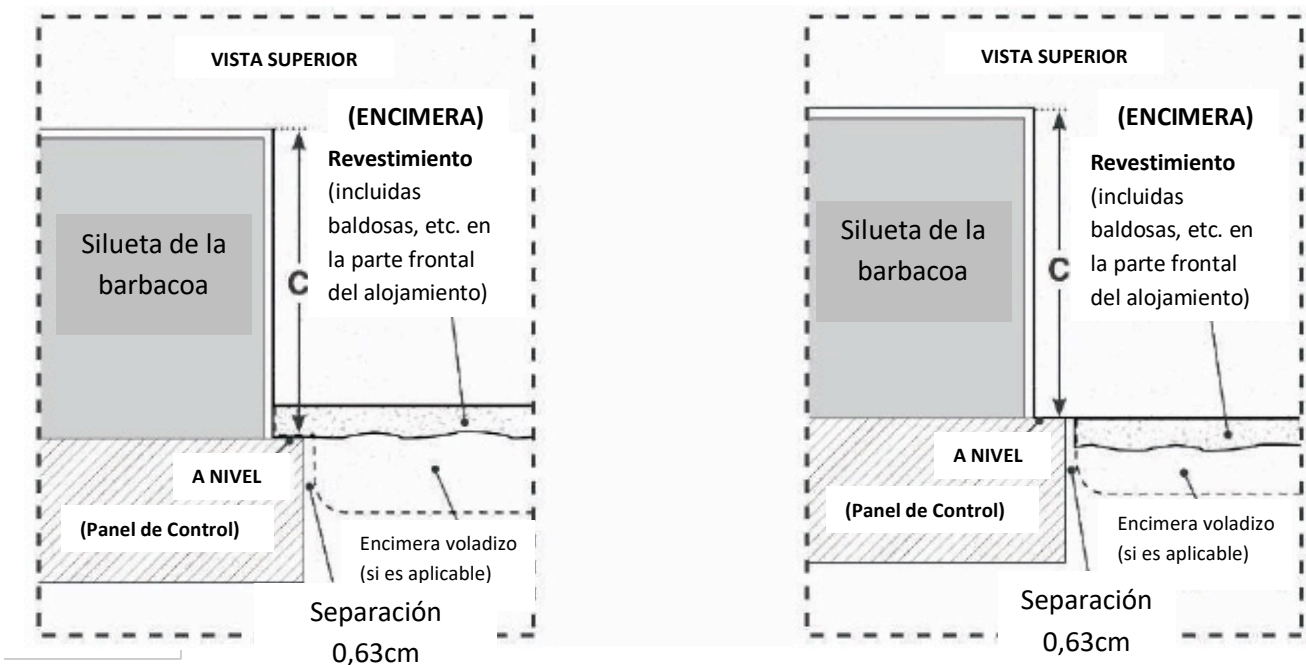 VISTA SUPERIOR
(ENCIMERA)
Revestimiento
(incluidas
baldosas, etc. en
la parte frontal
del alojamiento)
Silueta de la
barbacoa
C
A NIVEL
(Panel de Control)
Encimera voladizo
(si es aplicable)
Separación
0,63cm
VISTA SUPERIOR
(ENCIMERA)
Revestimiento
(incluidas
baldosas, etc. en
la parte frontal
del alojamiento)
Silueta de la
barbacoa
C
A NIVEL
(Panel de Control)
Encimera voladizo
(si es aplicable)
Separación
0,63cm